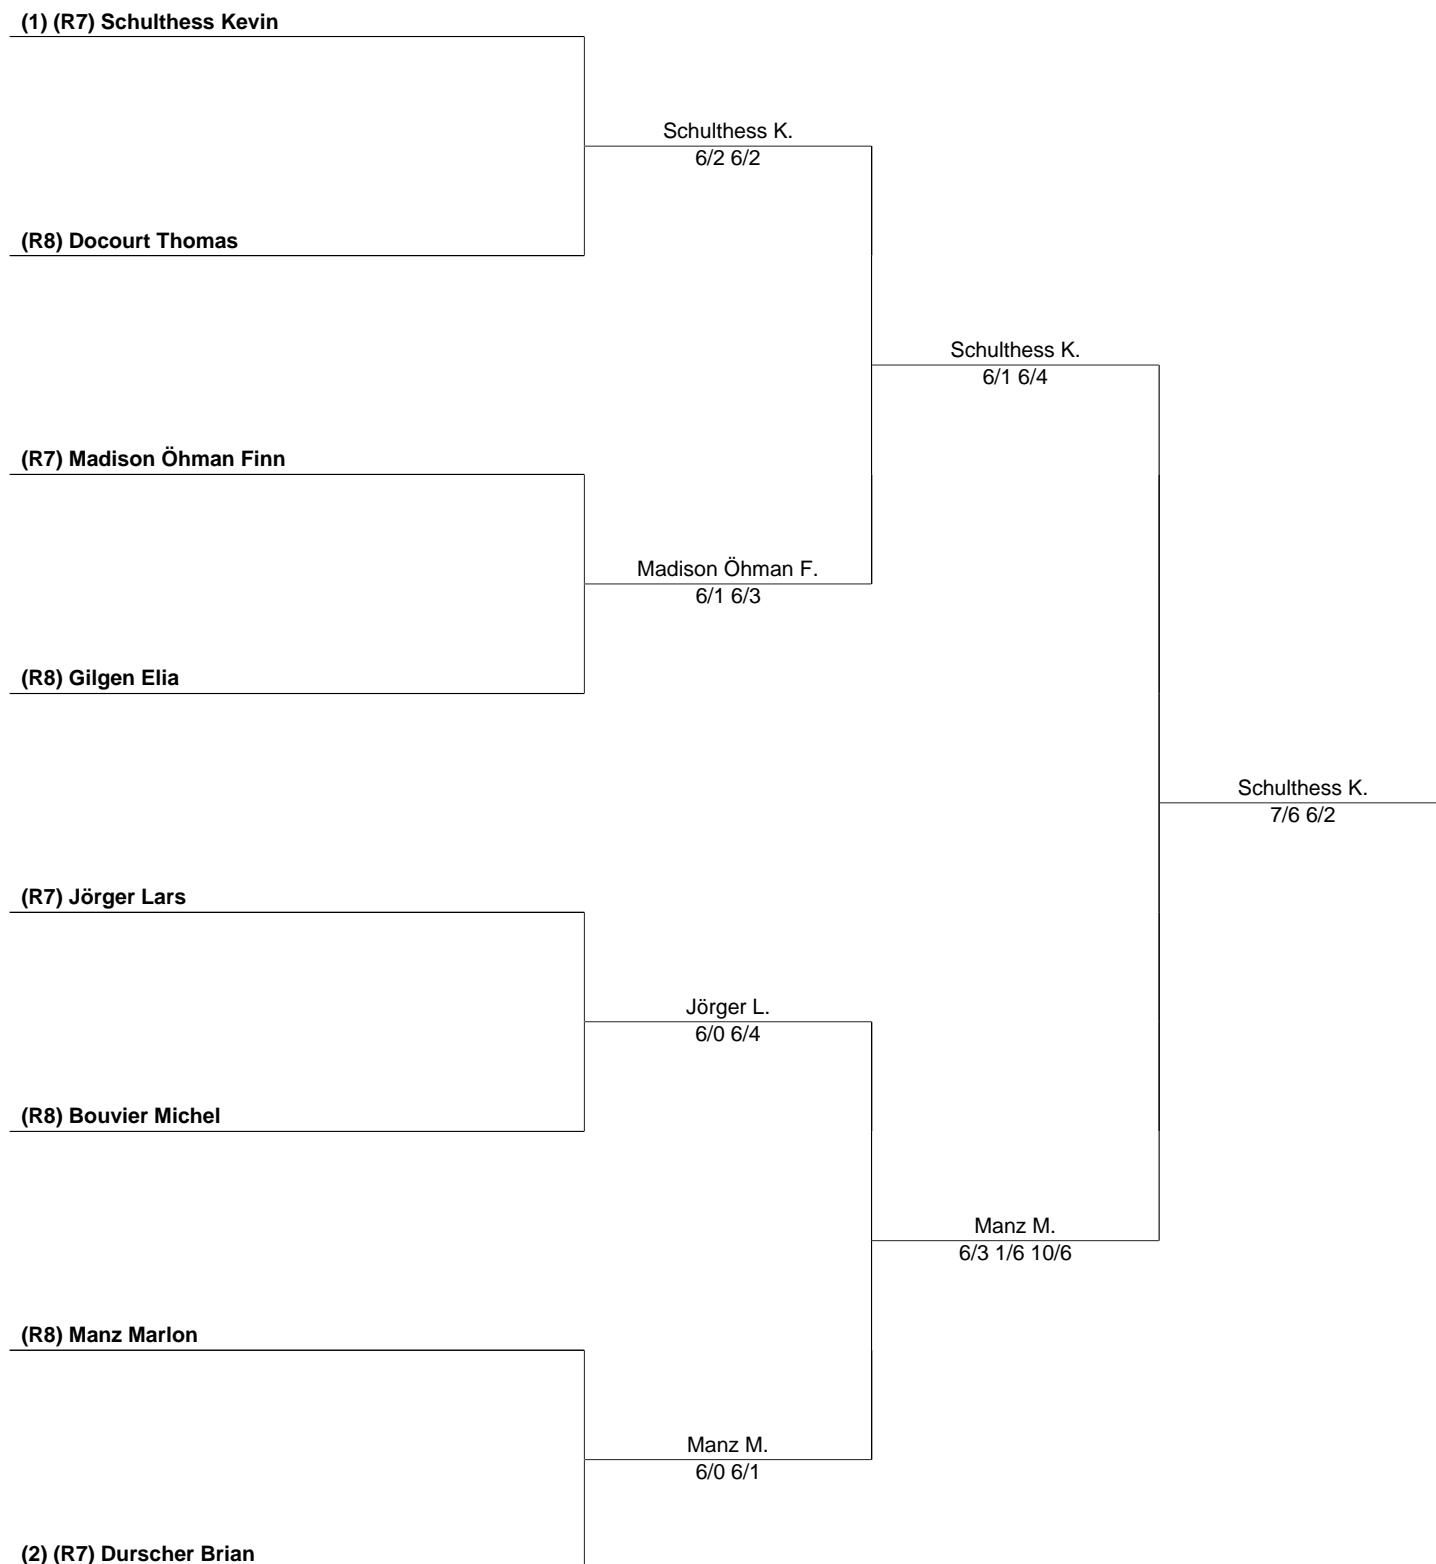 (1) (R7) Schulthess Kevin
Schulthess K.
6/2 6/2
(R8) Docourt Thomas
Schulthess K.
6/1 6/4
(R7) Madison Öhman Finn
Madison Öhman F.
6/1 6/3
(R8) Gilgen Elia
Schulthess K.
7/6 6/2
(R7) Jörger Lars
Jörger L.
6/0 6/4
(R8) Bouvier Michel
Manz M.
6/3 1/6 10/6
(R8) Manz Marlon
Manz M.
6/0 6/1
(2) (R7) Durscher Brian